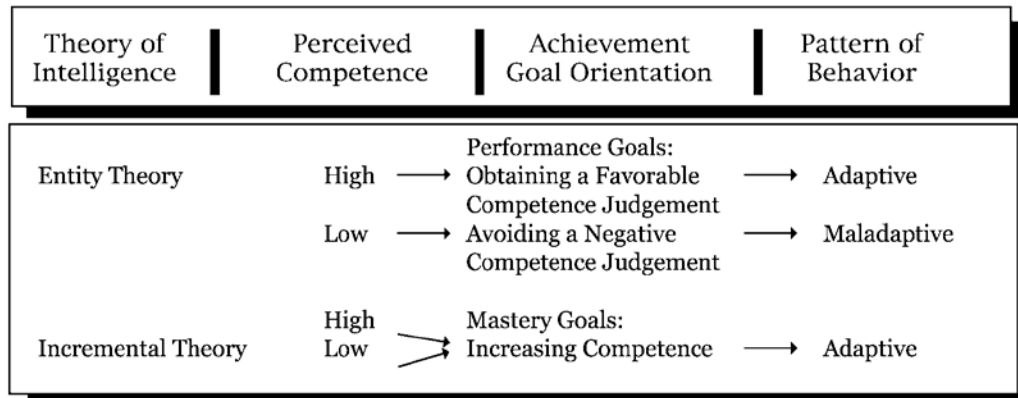 Theory of Intelligence
Perceived Competence
Achievement Goal Orientation
Pattern of Behavior
Performance Goals:
Entity Theory High Obtaining a Favorable Adaptive
Competence Judgement
Low Avoiding a Negative Maladaptive
Competence Judgement
High Mastery Goals:
Incremental Theory Low Increasing Competence Adaptive